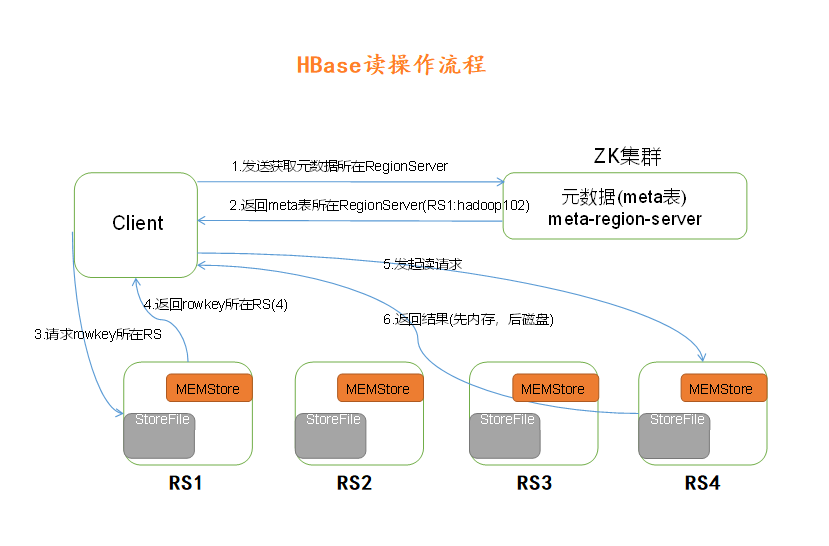 HBase读操作流程
ZK集群
1.发送获取元数据所在RegionServer
元数据(meta表)
meta-region-server
2.返回meta表所在RegionServer(RS1:hadoop102)
Client
5.发起读请求
4.返回rowkey所在RS(4)
6.返回结果(先内存，后磁盘)
3.请求rowkey所在RS
MEMStore
MEMStore
MEMStore
MEMStore
StoreFile
StoreFile
StoreFile
StoreFile
RS1
RS2
RS3
RS4